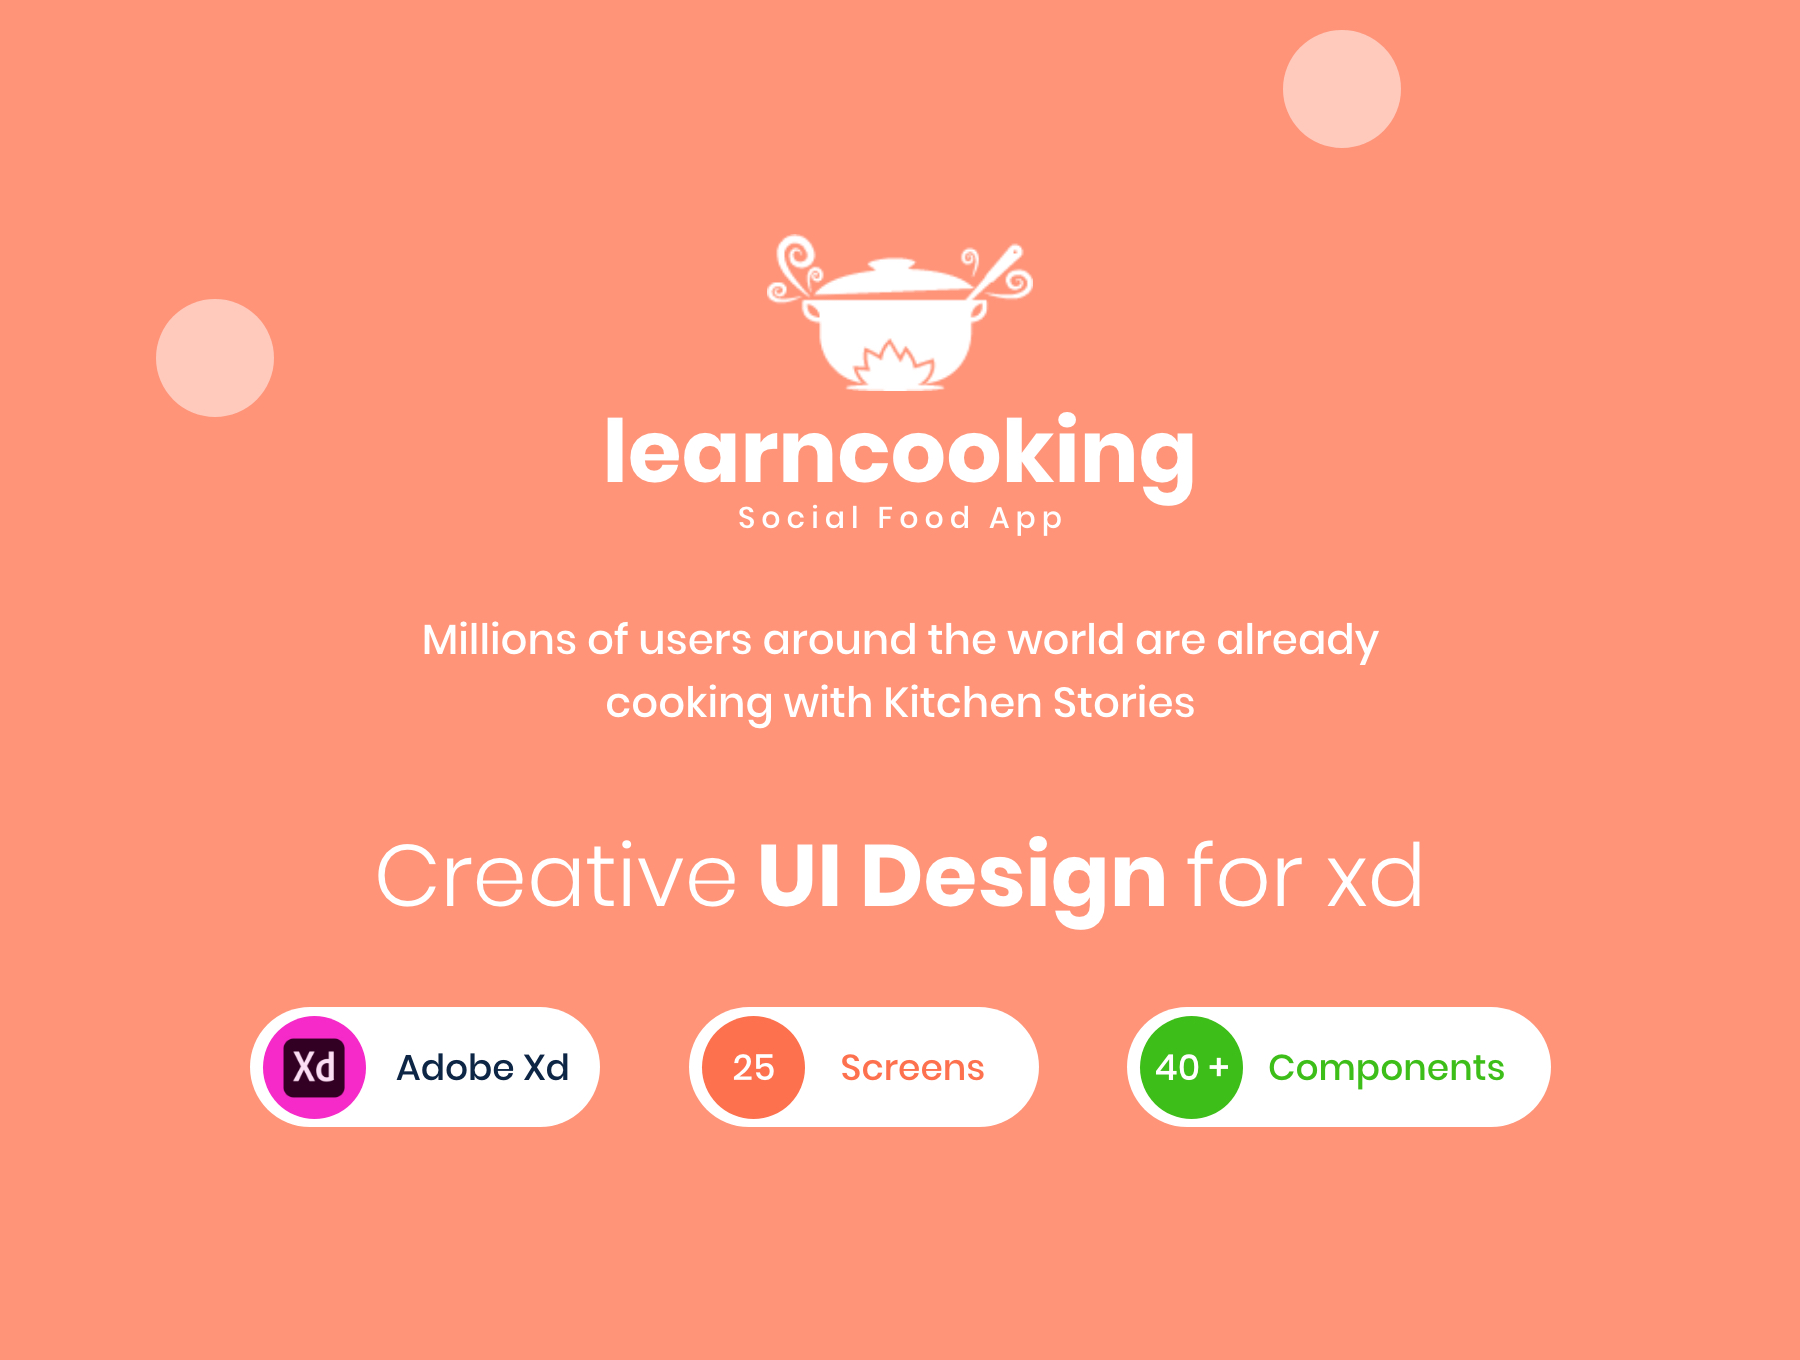 learncooking
Social Food App
Millions of users around the world are already
cooking with Kitchen Stories
Creative UI Design for xd
Xd Adobe Xd
25 Screens
40 + Components